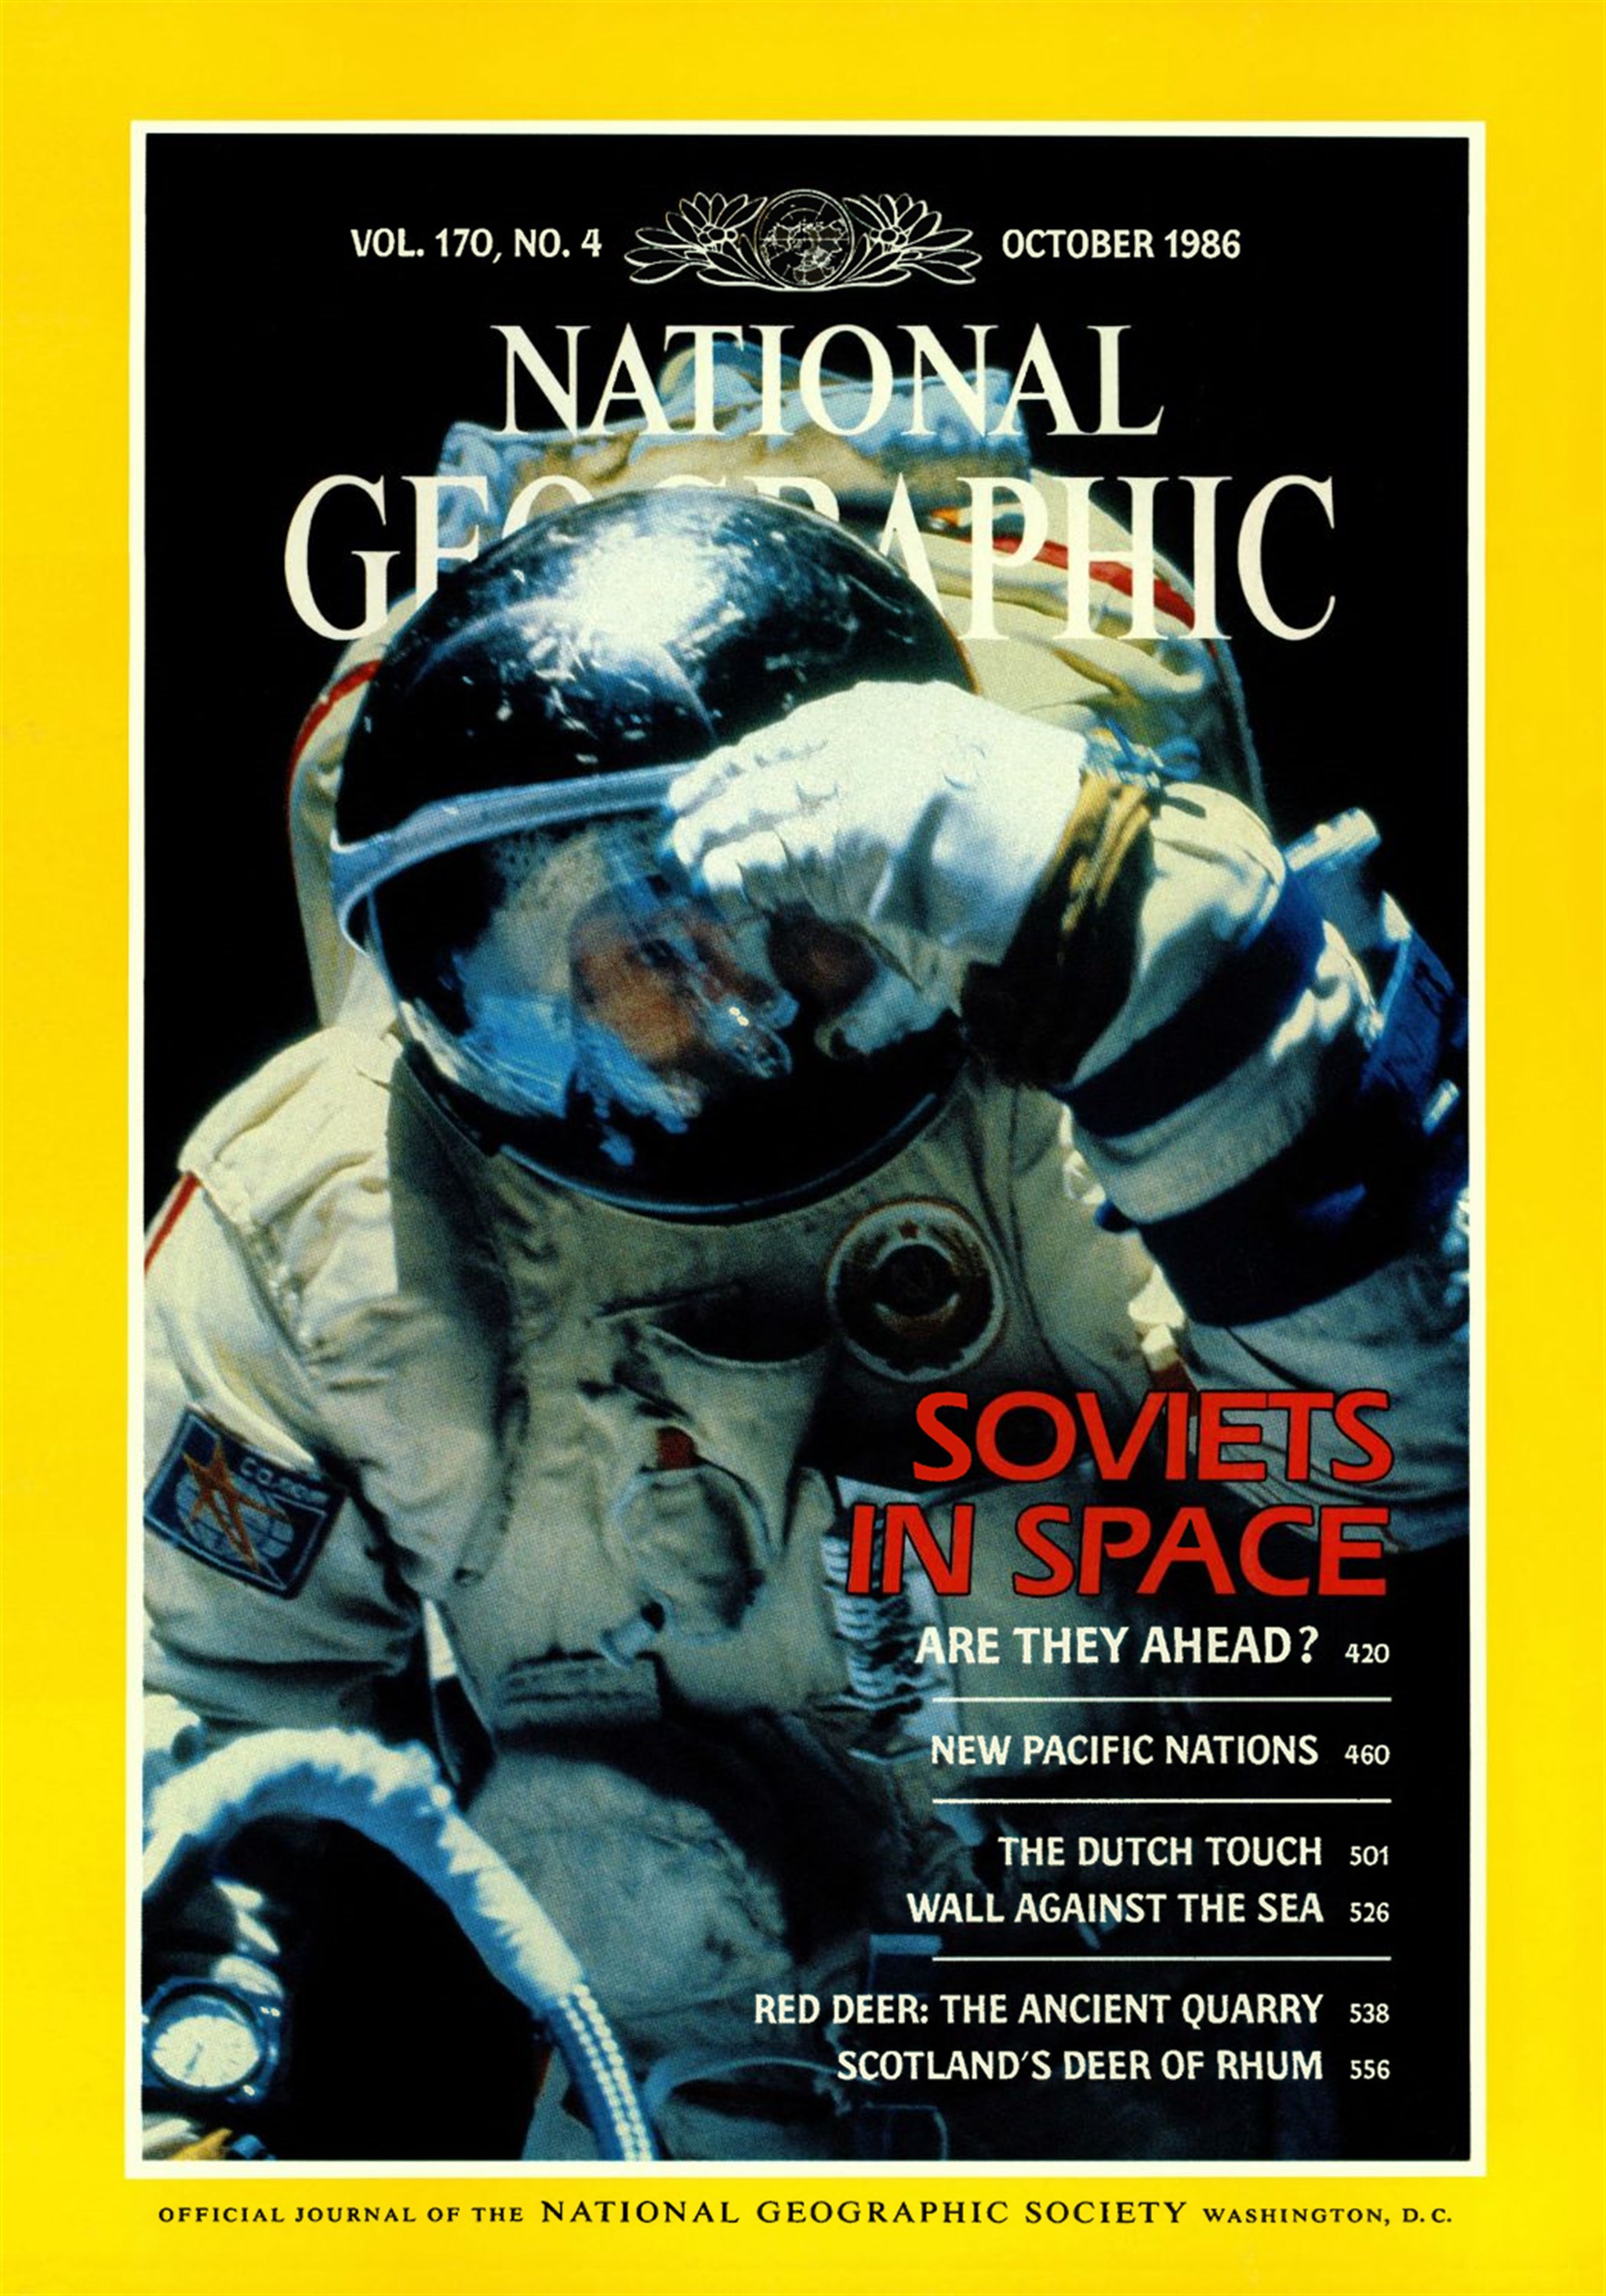 VOL. 170, NO. 4 OCTOBER 1986
NATIONAL
GEOGRAPHIC
SOVIETS
IN SPACE
ARE THEY AHEAD? 420
NEW PACIFIC NATIONS 460
THE DUTCH TOUCH 501
WALL AGAINST THE SEA 526
RED DEER: THE ANCIENT QUARRY 538
SCOTLAND'S DEER OF RHUM 556
OFFICIAL JOURNAL OF THE NATIONAL GEOGRAPHIC SOCIETY WASHINGTON, D.C.